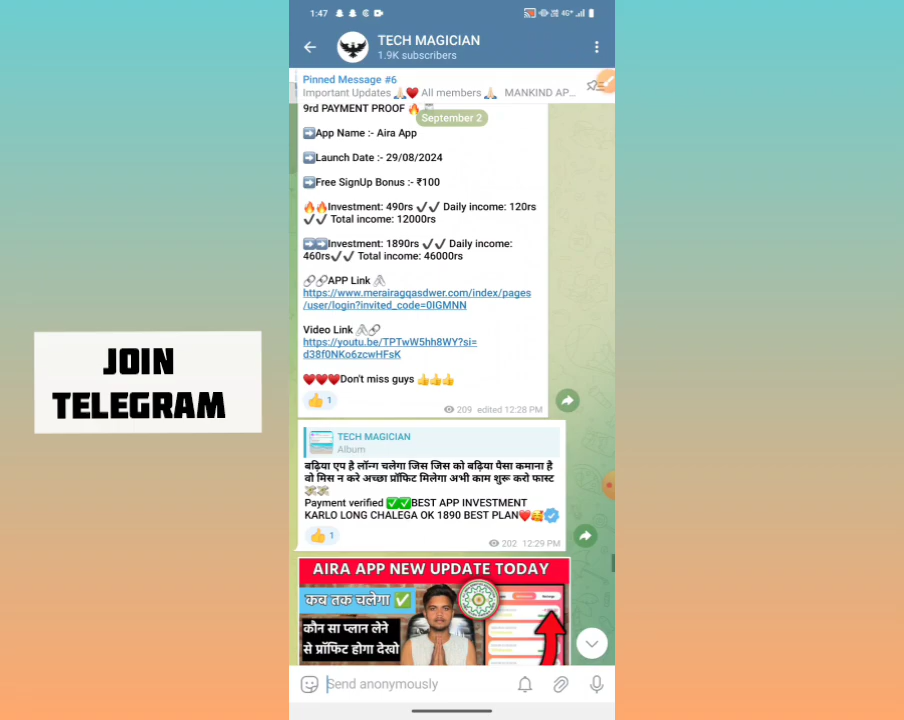 1:47
4G+
TECH MAGICIAN
1.9K subscribers
Pinned Message #6
Important Updates 🙏🏻❤️ All members 🙏🏻 MANKIND AP...
9rd PAYMENT PROOF 🔥
September 2
➡️App Name :- Aira App
➡️Launch Date :- 29/08/2024
➡️Free SignUp Bonus :- ₹100
🔥🔥Investment: 490rs ✔️✔️ Daily income: 120rs
✔️✔️ Total income: 12000rs
➡️➡️Investment: 1890rs ✔️✔️ Daily income:
460rs✔️✔️ Total income: 46000rs
🔗🔗APP Link 🖇️
https://www.merairagqasdwer.com/index/pages
/user/login?invited_code=0IGMNN
Video Link 🖇️🔗
https://youtu.be/TPTwW5hh8WY?si=
d38f0NKo6zcwHFsK
❤️❤️❤️Don't miss guys 👍👍👍
👍 1
209 edited 12:28 PM
JOIN
TELEGRAM
TECH MAGICIAN
Album
बढ़िया एप है लॉन्ग चलेगा जिस जिस को बढ़िया पैसा कमाना है
वो मिस न करे अच्छा प्रॉफिट मिलेगा अभी काम शुरू करो फास्ट
💸💸
Payment verified ✅✅BEST APP INVESTMENT
KARLO LONG CHALEGA OK 1890 BEST PLAN❤️🥰
👍 1
202 12:29 PM
AIRA APP NEW UPDATE TODAY
कब तक चलेगा ✅
कौन सा प्लान लेने
से प्रॉफिट होगा देखो
Send anonymously